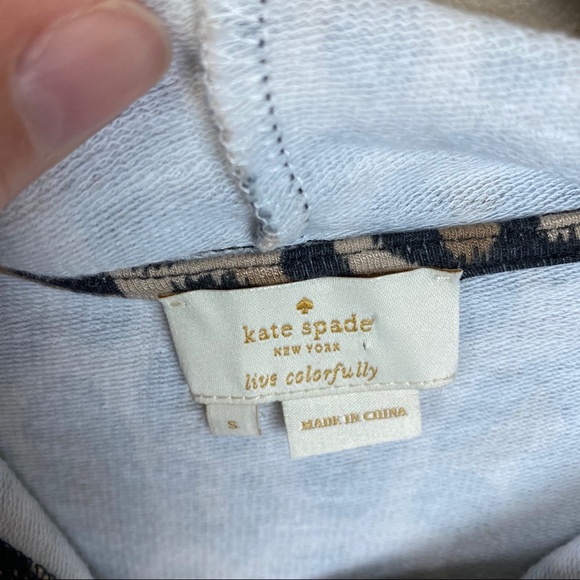 kate spade
NEW YORK
live colorfully
S
MADE IN CHINA